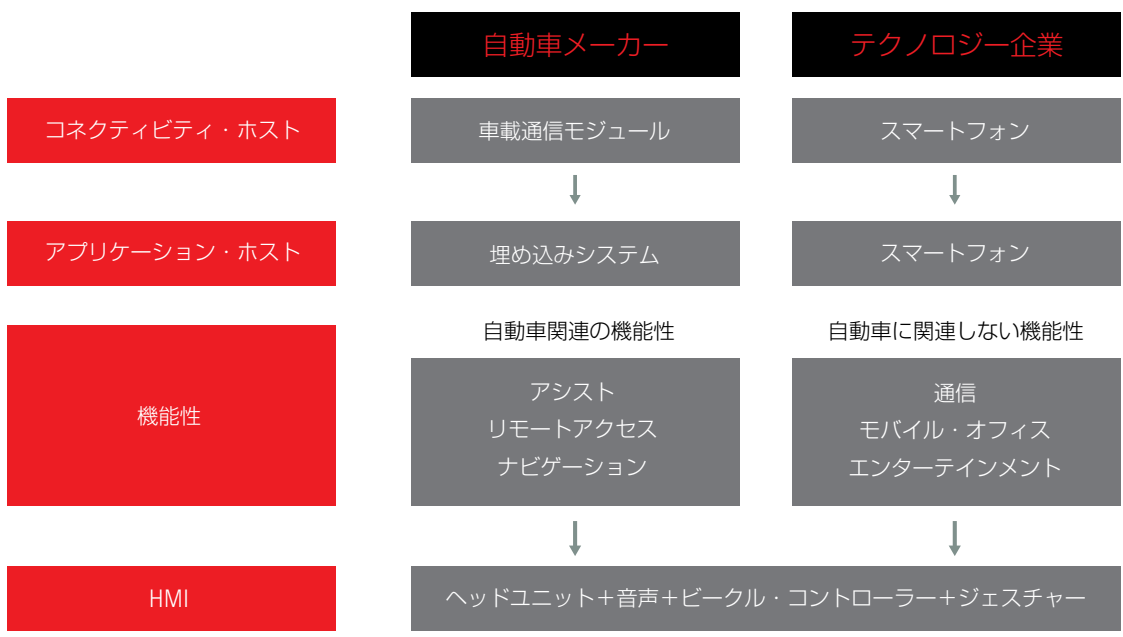 自動車メーカー
テクノロジー企業
コネクティビティ・ホスト
車載通信モジュール
スマートフォン
アプリケーション・ホスト
埋め込みシステム
スマートフォン
機能性
自動車関連の機能性
アシスト
リモートアクセス
ナビゲーション
自動車に関連しない機能性
通信
モバイル・オフィス
エンターテインメント
HMI
ヘッドユニット＋音声＋ビークル・コントローラー＋ジェスチャー